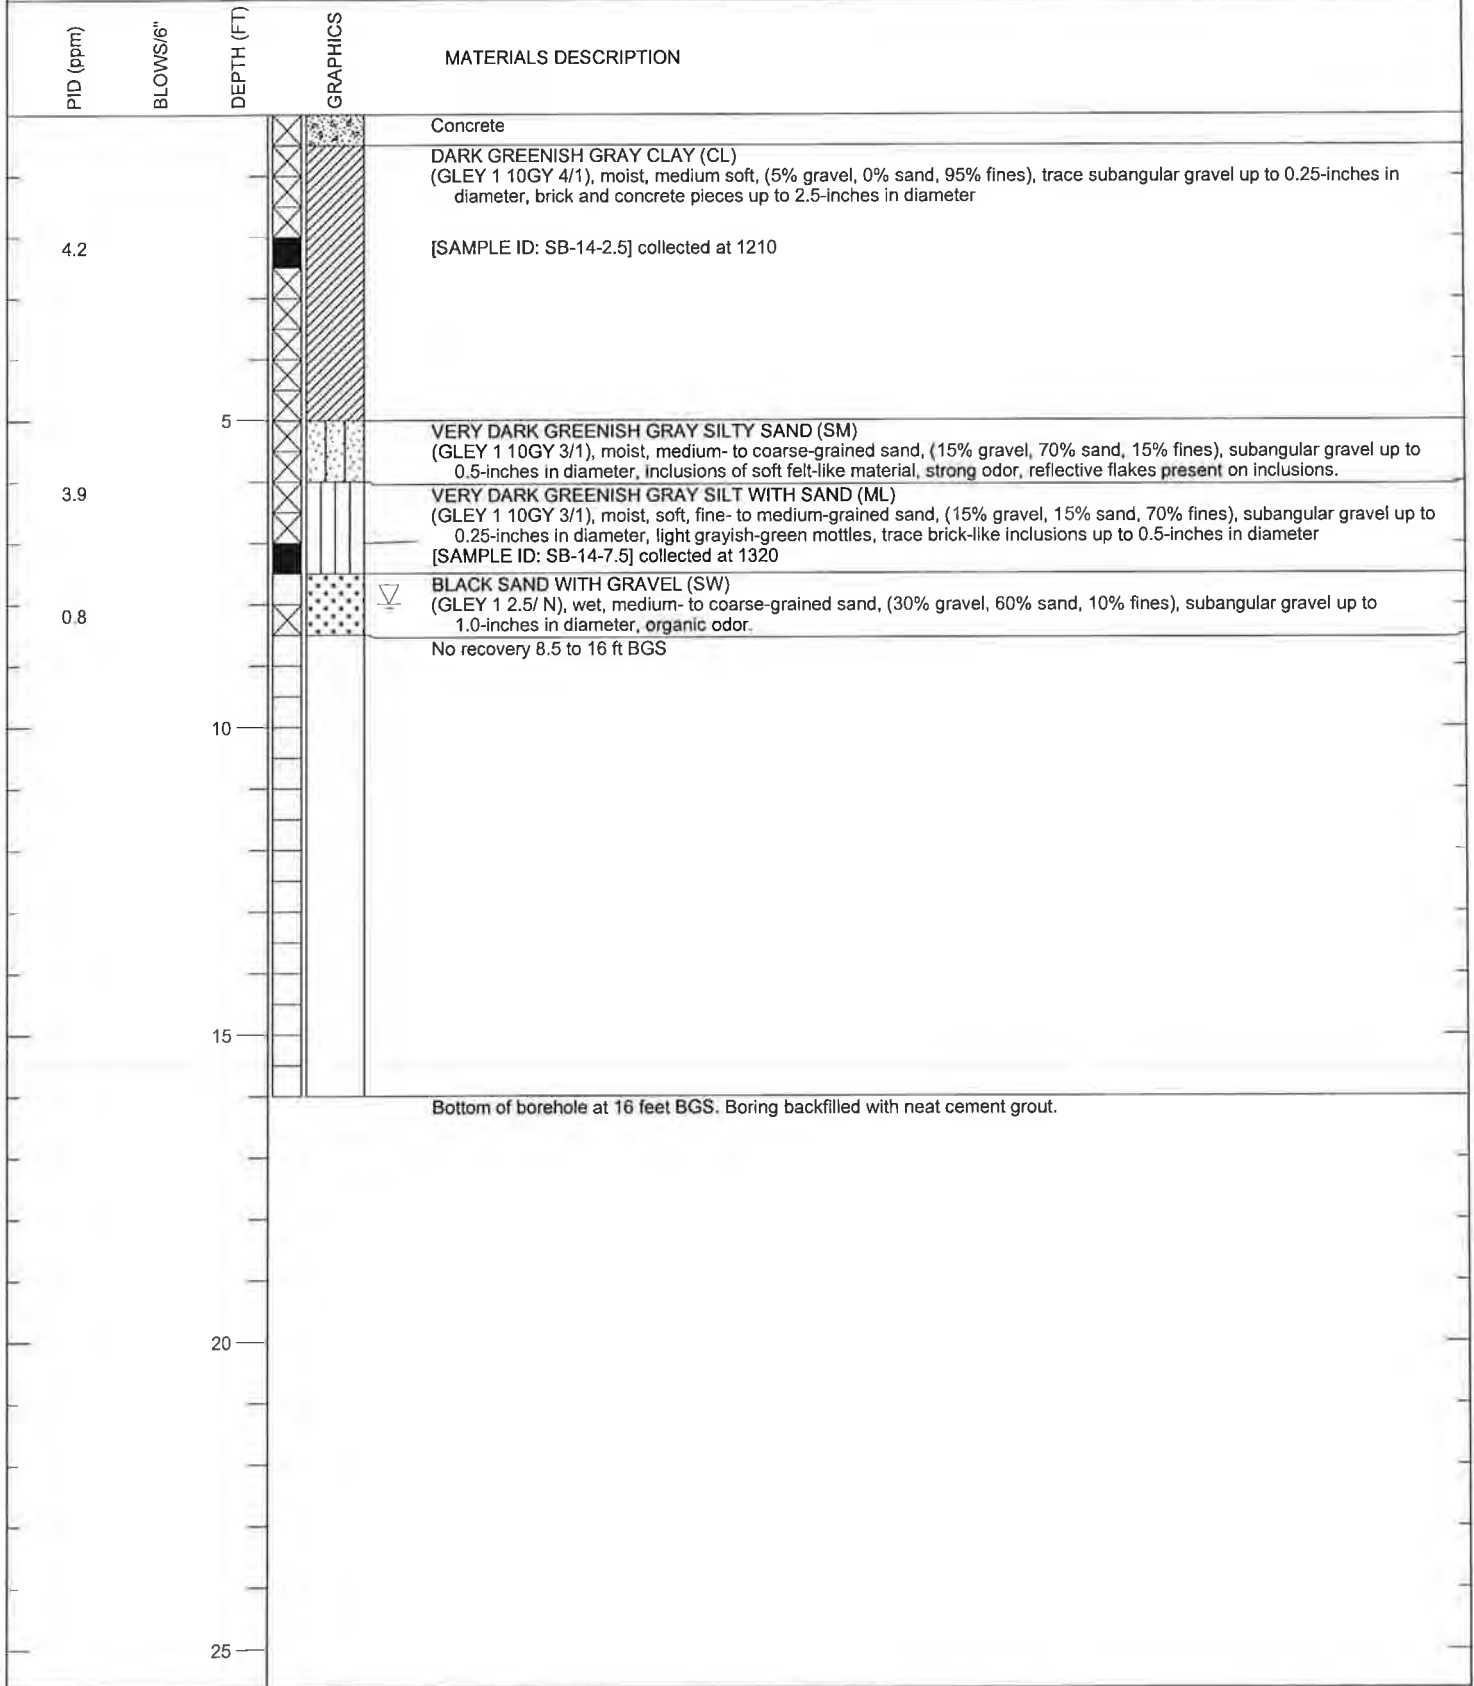 PID (ppm)
BLOWS/6"
DEPTH (FT)
GRAPHICS
MATERIALS DESCRIPTION
Concrete
DARK GREENISH GRAY CLAY (CL)
(GLEY 1 10GY 4/1), moist, medium soft, (5% gravel, 0% sand, 95% fines), trace subangular gravel up to 0.25-inches in
diameter, brick and concrete pieces up to 2.5-inches in diameter
4.2
[SAMPLE ID: SB-14-2.5] collected at 1210
5
VERY DARK GREENISH GRAY SILTY SAND (SM)
(GLEY 1 10GY 3/1), moist, medium- to coarse-grained sand, (15% gravel, 70% sand, 15% fines), subangular gravel up to
0.5-inches in diameter, inclusions of soft felt-like material, strong odor, reflective flakes present on inclusions.
3.9
VERY DARK GREENISH GRAY SILT WITH SAND (ML)
(GLEY 1 10GY 3/1), moist, soft, fine- to medium-grained sand, (15% gravel, 15% sand, 70% fines), subangular gravel up to
0.25-inches in diameter, light grayish-green mottles, trace brick-like inclusions up to 0.5-inches in diameter
[SAMPLE ID: SB-14-7.5] collected at 1320
BLACK SAND WITH GRAVEL (SW)
0.8
(GLEY 1 2.5/ N), wet, medium- to coarse-grained sand, (30% gravel, 60% sand, 10% fines), subangular gravel up to
1.0-inches in diameter, organic odor.
No recovery 8.5 to 16 ft BGS
10
15
Bottom of borehole at 16 feet BGS. Boring backfilled with neat cement grout.
20
25